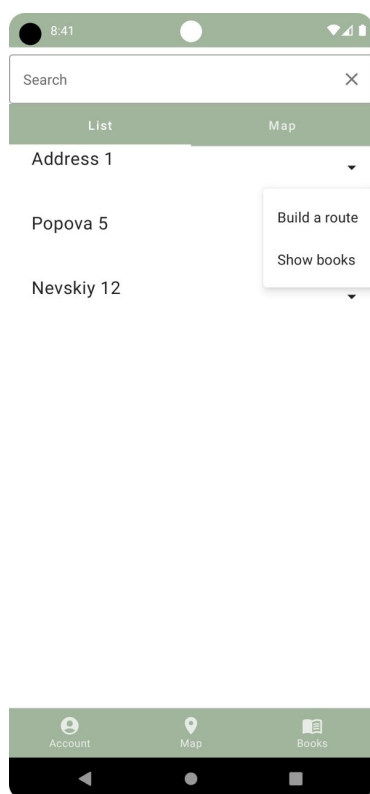 8:41
Search
List Map
Address 1
Build a route
Popova 5
Show books
Nevskiy 12
Account Map Books